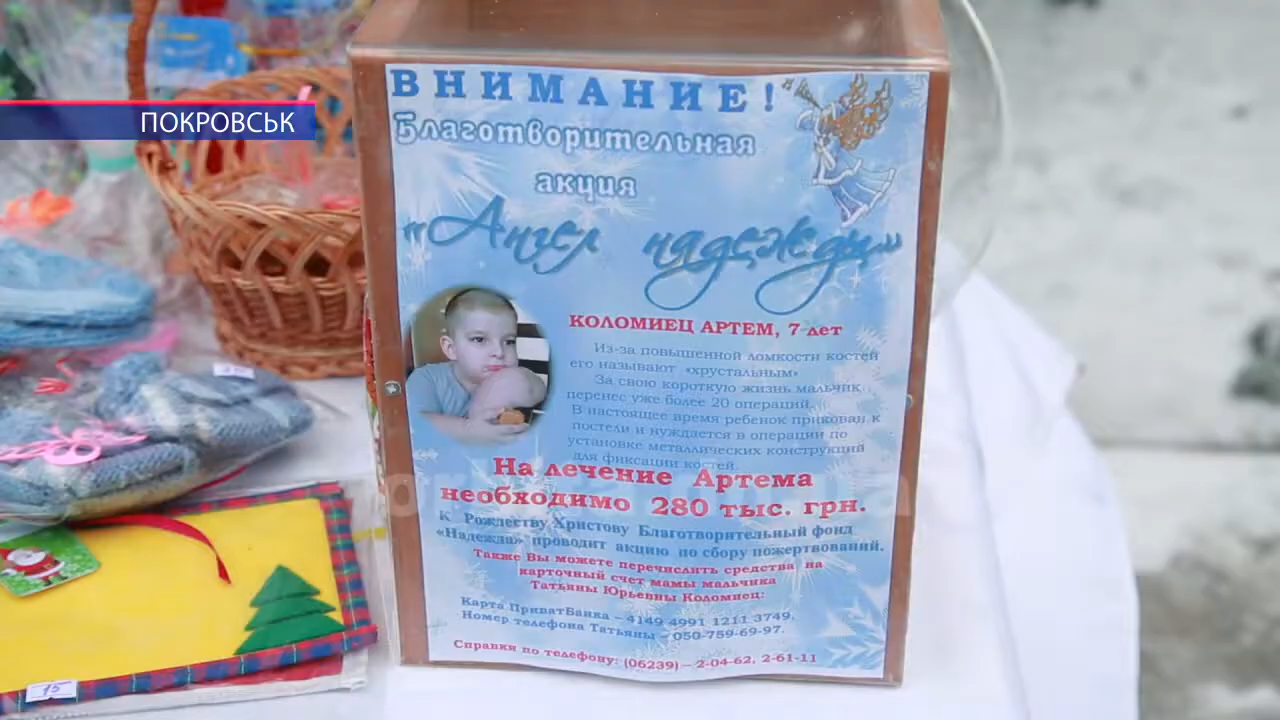 ПОКРОВСЬК
ВНИМАНИЕ!
Благотворительная
акция
«Ангел надежды»
КОЛОМИЕЦ АРТЕМ, 7 лет
Из-за повышенной ломкости костей
его называют «хрустальным»
За свою короткую жизнь мальчик
перенес уже более 20 операций.
В настоящее время ребенок прикован к
постели и нуждается в операции по
установке металлических конструкций
для фиксации костей.
На лечение Артема
необходимо 280 тыс. грн.
К Рождеству Христову Благотворительный фонд
«Надежда» проводит акцию по сбору пожертвований.
Также Вы можете перечислить средства на
карточный счет мамы мальчика
Татьяны Юрьевны Коломиец:
Карта ПриватБанка – 4149 4991 1211 3749.
Номер телефона Татьяны – 050-759-69-97.
Справки по телефону: (06239) – 2-04-62, 2-61-11
15